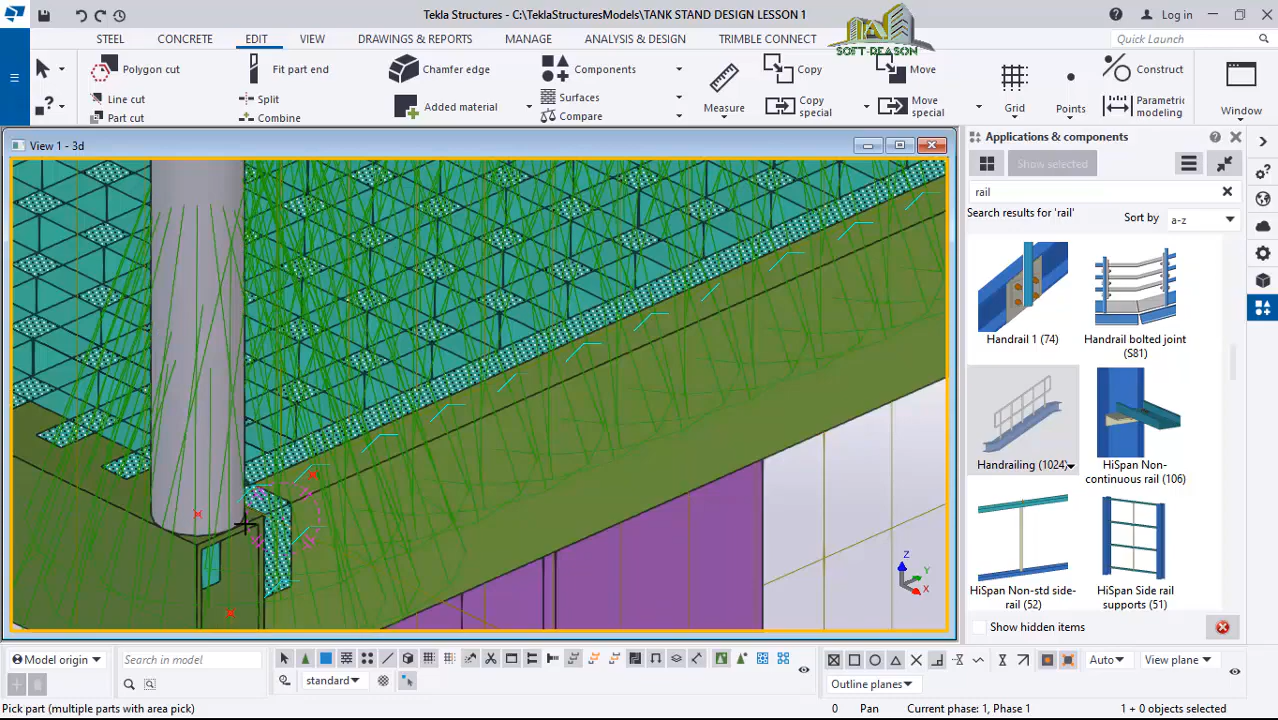 Tekla Structures - C:\TeklaStructuresModels\TANK STAND DESIGN LESSON 1
Log in
STEEL CONCRETE EDIT VIEW DRAWINGS & REPORTS MANAGE ANALYSIS & DESIGN TRIMBLE CONNECT
SOFT-REASON
Quick Launch
Polygon cut
Line cut
Part cut
Fit part end
Split
Combine
Chamfer edge
Added material
Components
Surfaces
Compare
Measure
Copy
Copy special
Move
Move special
Grid
Points
Construct
Parametric modeling
Window
View 1 - 3d
Applications & components
Show selected
rail
Search results for 'rail'
Sort by a-z
Handrail 1 (74)
Handrail bolted joint (S81)
Handrailing (1024)
HiSpan Non-continuous rail (106)
HiSpan Non-std side-rail (52)
HiSpan Side rail supports (51)
Show hidden items
Z
Y
X
Model origin
Search in model
standard
Auto
View plane
Outline planes
Pick part (multiple parts with area pick)
0 Pan Current phase: 1, Phase 1 1 + 0 objects selected